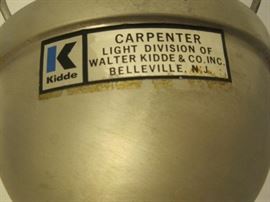 K
Kidde
CARPENTER
LIGHT DIVISION OF
WALTER KIDDE & CO. INC.
BELLEVILLE, N.J.